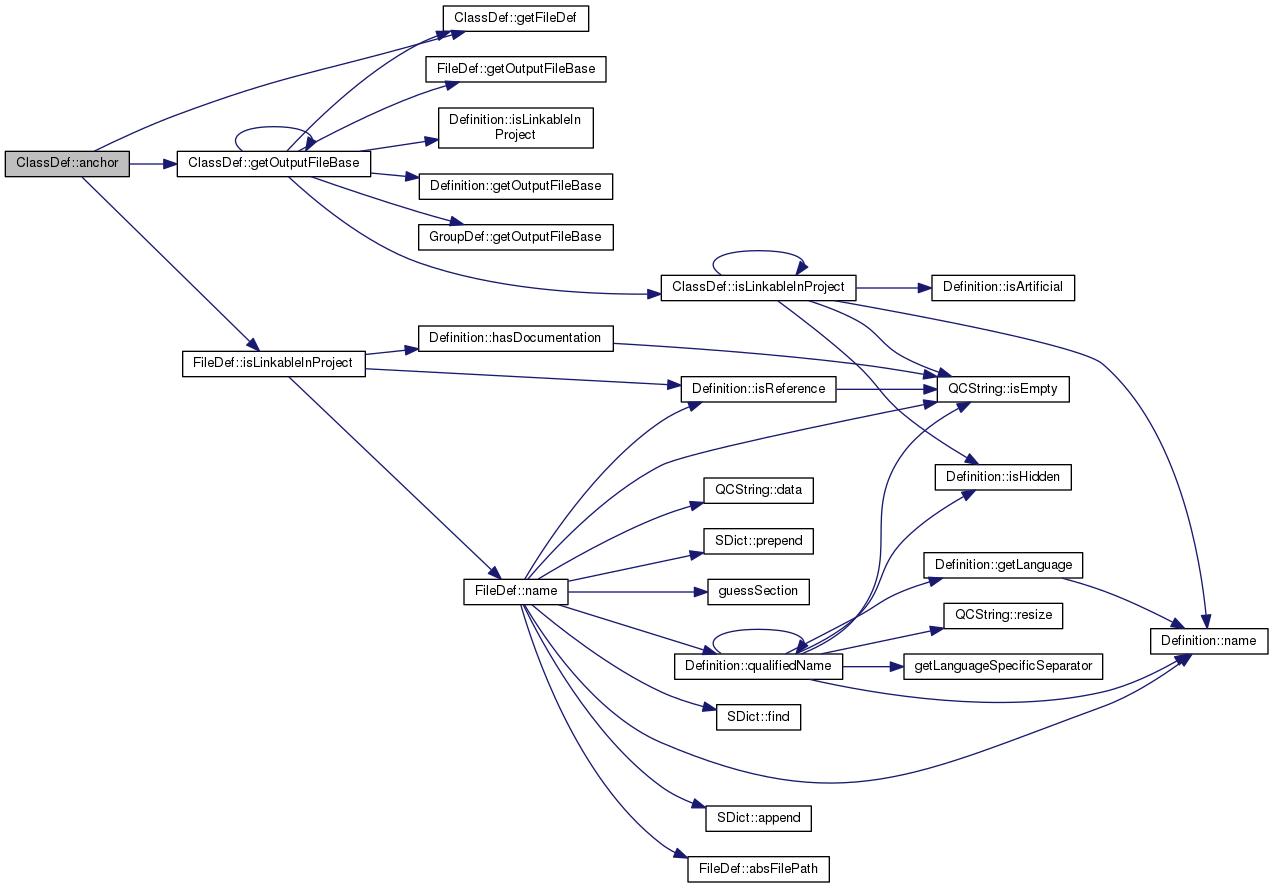 ClassDef::getFileDef
FileDef::getOutputFileBase
Definition::isLinkableIn
Project
ClassDef::anchor
ClassDef::getOutputFileBase
Definition::getOutputFileBase
GroupDef::getOutputFileBase
ClassDef::isLinkableInProject
Definition::isArtificial
Definition::hasDocumentation
FileDef::isLinkableInProject
Definition::isReference
QCString::isEmpty
Definition::isHidden
QCString::data
SDict::prepend
Definition::getLanguage
FileDef::name
guessSection
QCString::resize
Definition::name
Definition::qualifiedName
getLanguageSpecificSeparator
SDict::find
SDict::append
FileDef::absFilePath